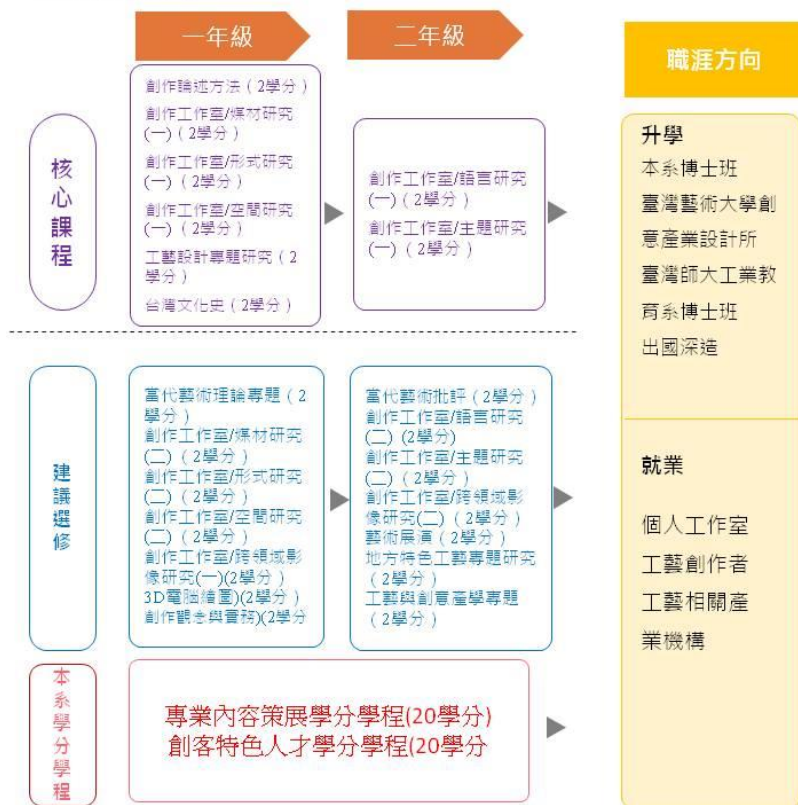 一年級
二年級
職涯方向
核心課程
創作論述方法（2學分）
創作工作室/媒材研究
(一)（2學分）
創作工作室/形式研究
(一)（2學分）
創作工作室/空間研究
(一)（2學分）
工藝設計專題研究（2
學分）
台灣文化史（2學分）
創作工作室/語言研究
(一)（2學分）
創作工作室/主題研究
(一)（2學分）
升學
本系博士班
臺灣藝術大學創
意產業設計所
臺灣師大工業教
育系博士班
出國深造
建議選修
當代藝術理論專題（2
學分）
創作工作室/媒材研究
(二)（2學分）
創作工作室/形式研究
(二)（2學分）
創作工作室/空間研究
(二)（2學分）
創作工作室/跨領域影
像研究(一)(2學分）
3D電腦繪圖)(2學分）
創作觀念與實務)(2學分
當代藝術批評（2學分）
創作工作室/語言研究
(二) (2學分)
創作工作室/主題研究
(二)（2學分）
創作工作室/跨領域影
像研究(二)（2學分）
藝術展演（2學分）
地方特色工藝專題研究
（2學分）
工藝與創意產學專題
（2學分）
就業
個人工作室
工藝創作者
工藝相關產
業機構
本系學分學程
專業內容策展學分學程(20學分)
創客特色人才學分學程(20學分